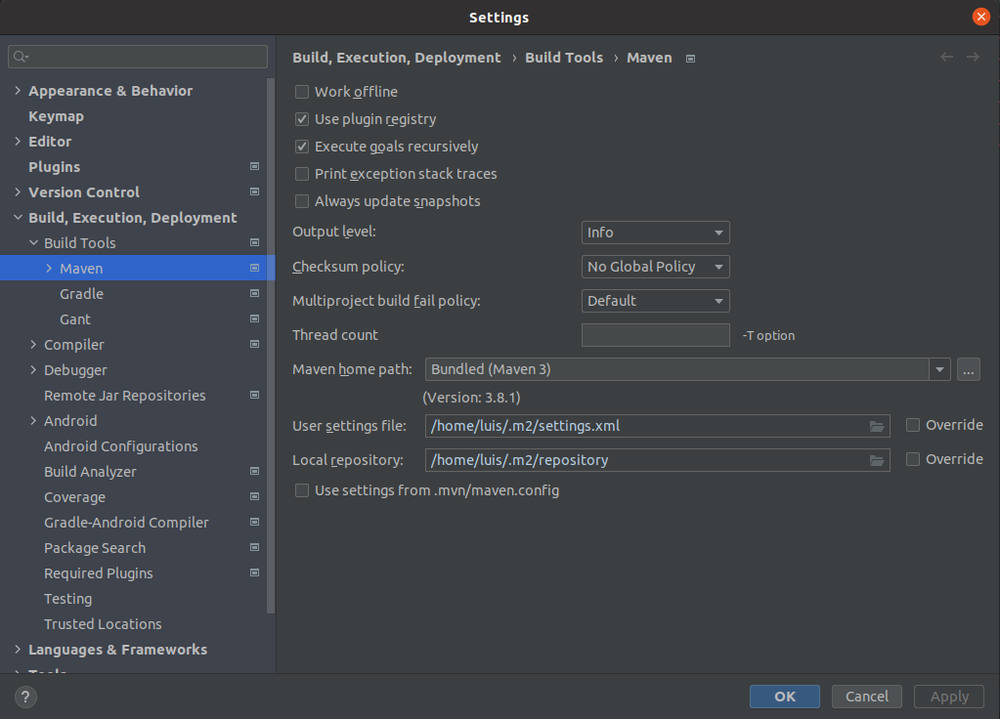 Settings
Appearance & Behavior
Keymap
Editor
Plugins
Version Control
Build, Execution, Deployment
Build Tools
Maven
Gradle
Gant
Compiler
Debugger
Remote Jar Repositories
Android
Android Configurations
Build Analyzer
Coverage
Gradle-Android Compiler
Package Search
Required Plugins
Testing
Trusted Locations
Languages & Frameworks
Tools
Build, Execution, Deployment › Build Tools › Maven
Work offline
Use plugin registry
Execute goals recursively
Print exception stack traces
Always update snapshots
Output level: Info
Checksum policy: No Global Policy
Multiproject build fail policy: Default
Thread count -T option
Maven home path: Bundled (Maven 3) ...
(Version: 3.8.1)
User settings file: /home/luis/.m2/settings.xml Override
Local repository: /home/luis/.m2/repository Override
Use settings from .mvn/maven.config
? OK Cancel Apply